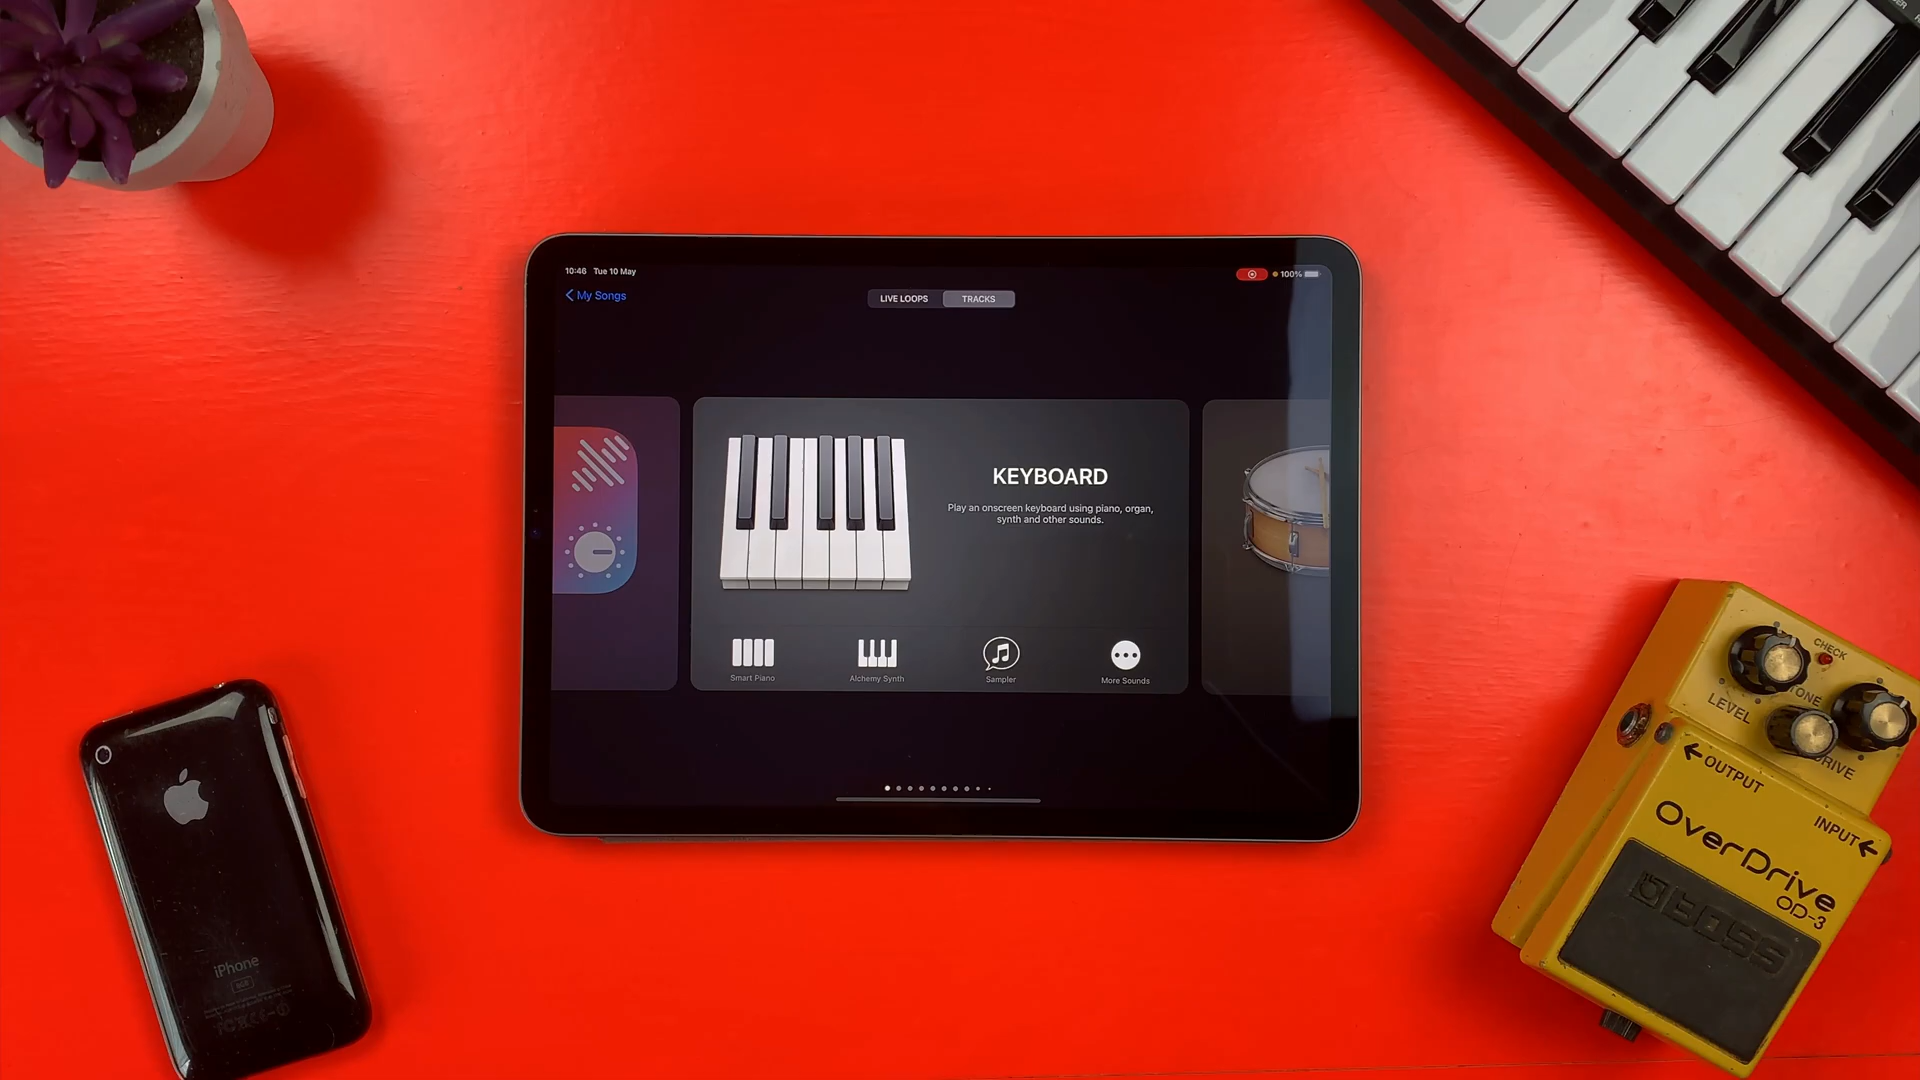 10:46 Tue 10 May
100%
My Songs
LIVE LOOPS
TRACKS
KEYBOARD
Play an onscreen keyboard using piano, organ,
synth and other sounds.
Smart Piano
Alchemy Synth
Sampler
More Sounds
CHECK
LEVEL
TONE
DRIVE
OUTPUT
INPUT
OverDrive
OD-3
BOSS
iPhone
8GB